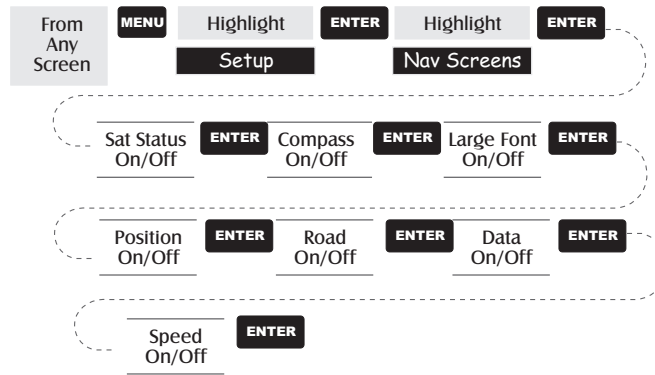 From Any Screen
MENU
Highlight
Setup
ENTER
Highlight
Nav Screens
ENTER
Sat Status
On/Off
ENTER
Compass
On/Off
ENTER
Large Font
On/Off
ENTER
Position
On/Off
ENTER
Road
On/Off
ENTER
Data
On/Off
ENTER
Speed
On/Off
ENTER